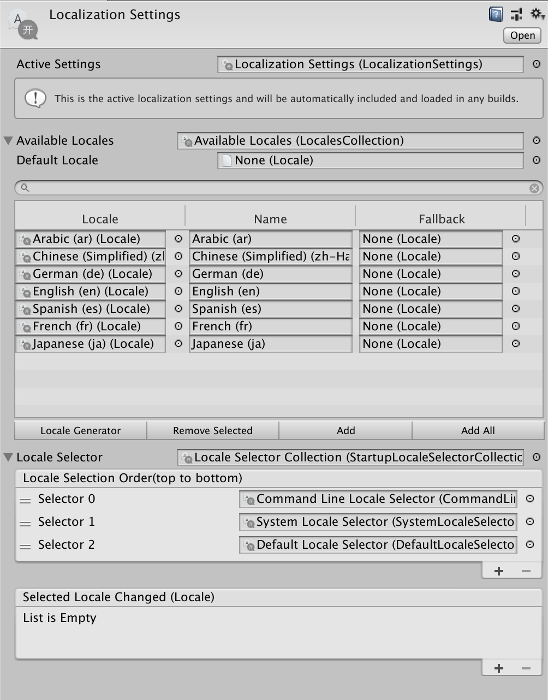 Localization Settings
Open
Active Settings Localization Settings (LocalizationSettings)
This is the active localization settings and will be automatically included and loaded in any builds.
Available Locales Available Locales (LocalesCollection)
Default Locale None (Locale)
Locale Name Fallback
Arabic (ar) (Locale) Arabic (ar) None (Locale)
Chinese (Simplified) (zl Chinese (Simplified) (zh-Ha None (Locale)
German (de) (Locale) German (de) None (Locale)
English (en) (Locale) English (en) None (Locale)
Spanish (es) (Locale) Spanish (es) None (Locale)
French (fr) (Locale) French (fr) None (Locale)
Japanese (ja) (Locale) Japanese (ja) None (Locale)
Locale Generator Remove Selected Add Add All
Locale Selector Locale Selector Collection (StartupLocaleSelectorCollectic
Locale Selection Order(top to bottom)
Selector 0 Command Line Locale Selector (CommandLi
Selector 1 System Locale Selector (SystemLocaleSelecto
Selector 2 Default Locale Selector (DefaultLocaleSelecto
Selected Locale Changed (Locale)
List is Empty